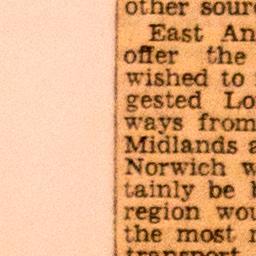 other sour
East An
offer the
wished to
gested Lo
ways from
Midlands a
Norwich w
tainly be b
region wou
the most
transport